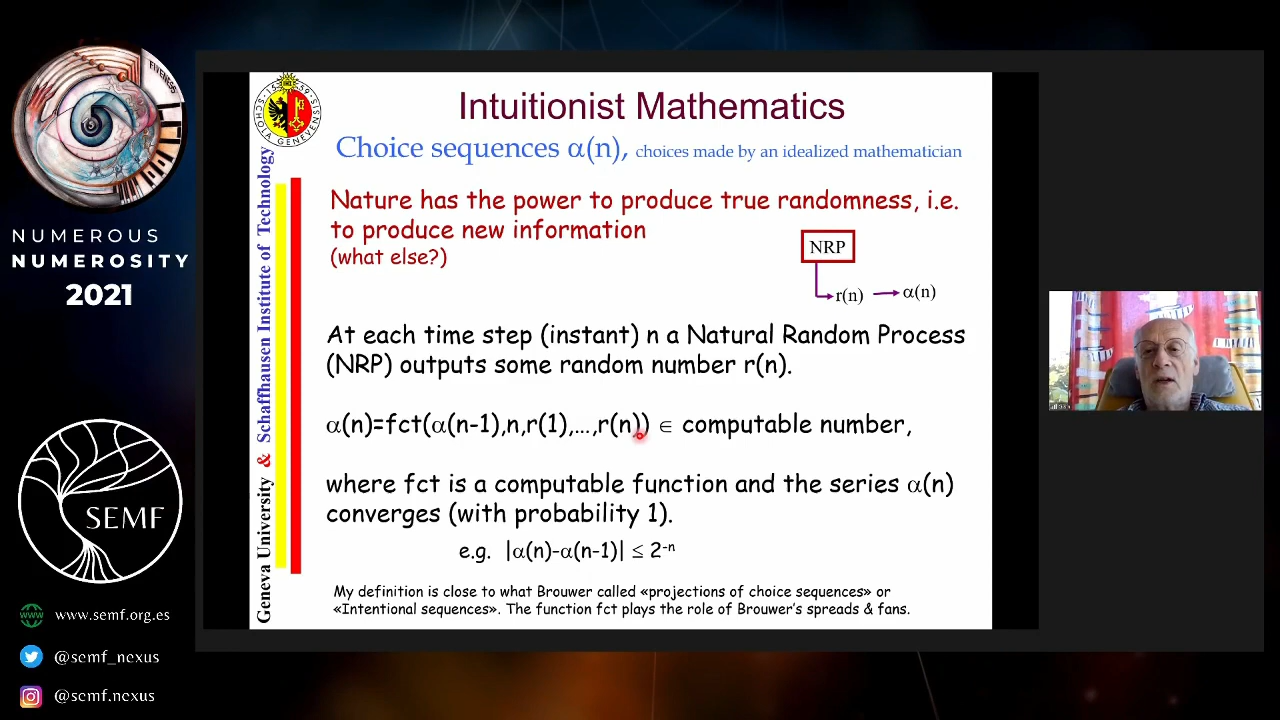 FIVENESS
NUMEROUS
NUMEROSITY
2021
SEMF
www.semf.org.es
@semf_nexus
@semf.nexus
SCHOLA GENEVENSIS 1559
Geneva University & Schaffhausen Institute of Technology
Intuitionist Mathematics
Choice sequences α(n), choices made by an idealized mathematician
Nature has the power to produce true randomness, i.e.
to produce new information
(what else?)
NRP
r(n) → α(n)
At each time step (instant) n a Natural Random Process
(NRP) outputs some random number r(n).
α(n)=fct(α(n-1),n,r(1),…,r(n)) ∈ computable number,
where fct is a computable function and the series α(n)
converges (with probability 1).
e.g. |α(n)-α(n-1)| ≤ 2⁻ⁿ
My definition is close to what Brouwer called «projections of choice sequences» or
«Intentional sequences». The function fct plays the role of Brouwer's spreads & fans.